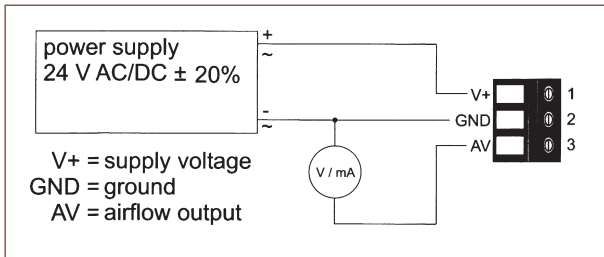 power supply
24 V AC/DC ± 20%
+
~
-
~
V+ 1
GND 2
AV 3
V / mA
V+ = supply voltage
GND = ground
AV = airflow output